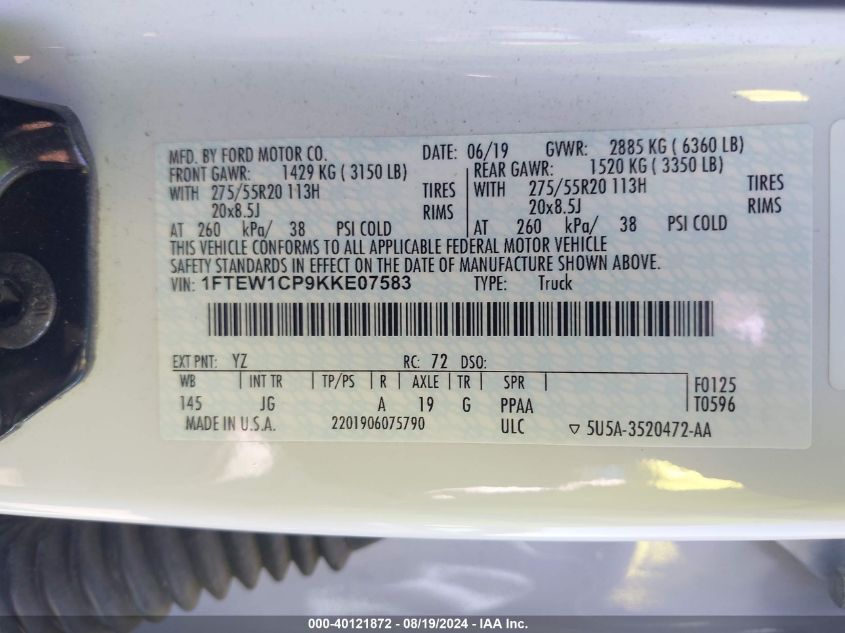 MFD. BY FORD MOTOR CO. DATE: 06/19 GVWR: 2885 KG ( 6360 LB)
FRONT GAWR: 1429 KG ( 3150 LB) REAR GAWR: 1520 KG ( 3350 LB)
WITH 275/55R20 113H TIRES WITH 275/55R20 113H TIRES
20x8.5J RIMS 20x8.5J RIMS
AT 260 kPa/ 38 PSI COLD AT 260 kPa/ 38 PSI COLD
THIS VEHICLE CONFORMS TO ALL APPLICABLE FEDERAL MOTOR VEHICLE
SAFETY STANDARDS IN EFFECT ON THE DATE OF MANUFACTURE SHOWN ABOVE.
VIN: 1FTEW1CP9KKE07583 TYPE: Truck
EXT PNT: YZ RC: 72 DSO:
WB INT TR TP/PS R AXLE TR SPR F0125
145 JG A 19 G PPAA T0596
MADE IN U.S.A. 2201906075790 ULC ▽ 5U5A-3520472-AA
000-40121872 - 08/19/2024 - IAA Inc.